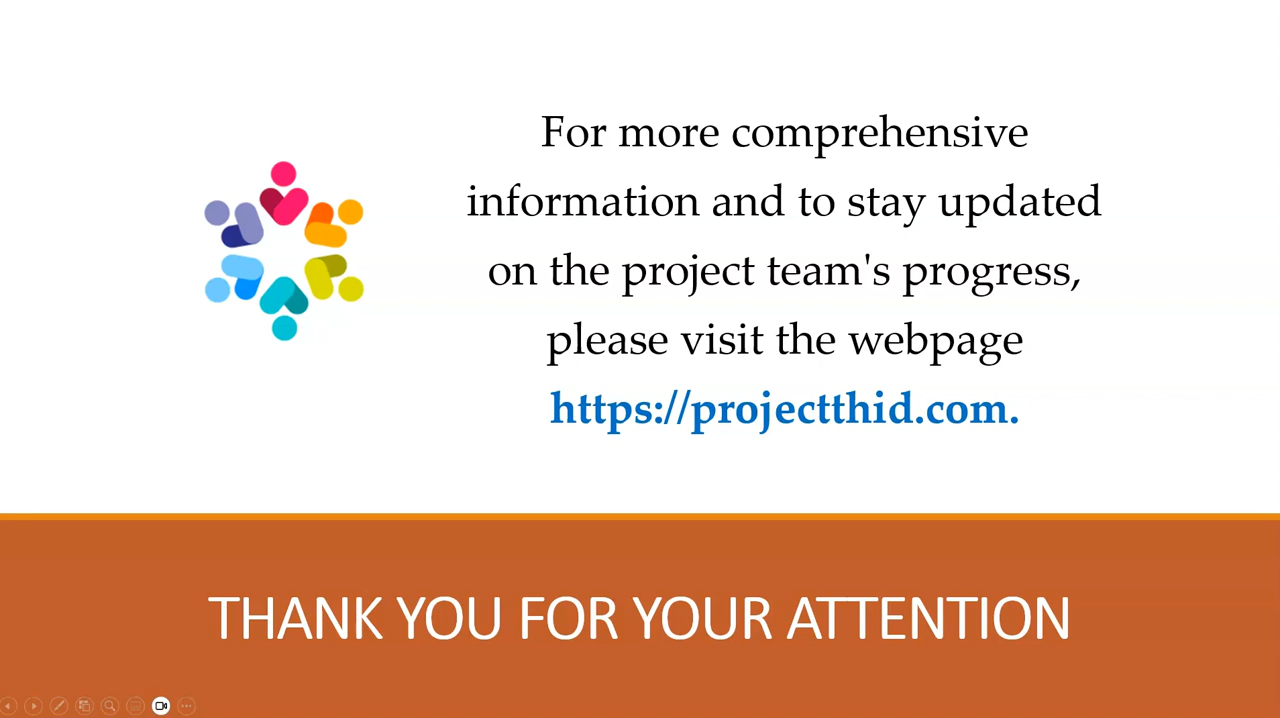 For more comprehensive
information and to stay updated
on the project team's progress,
please visit the webpage
https://projectthid.com.
THANK YOU FOR YOUR ATTENTION